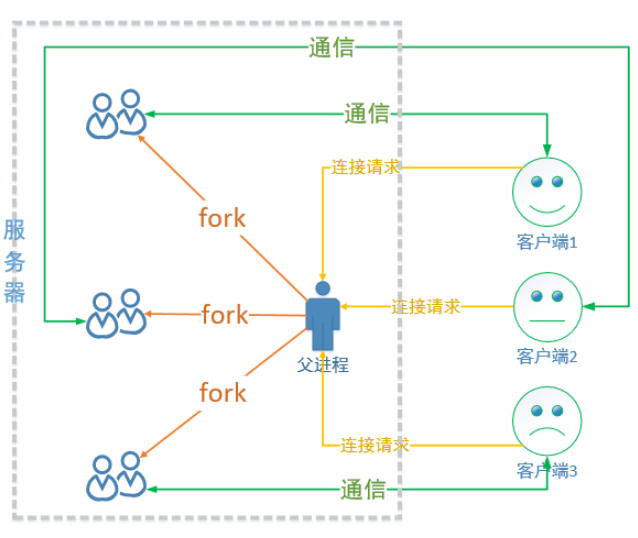 通信
通信
连接请求
fork
服务器
客户端1
fork
连接请求
父进程
客户端2
fork
连接请求
客户端3
通信